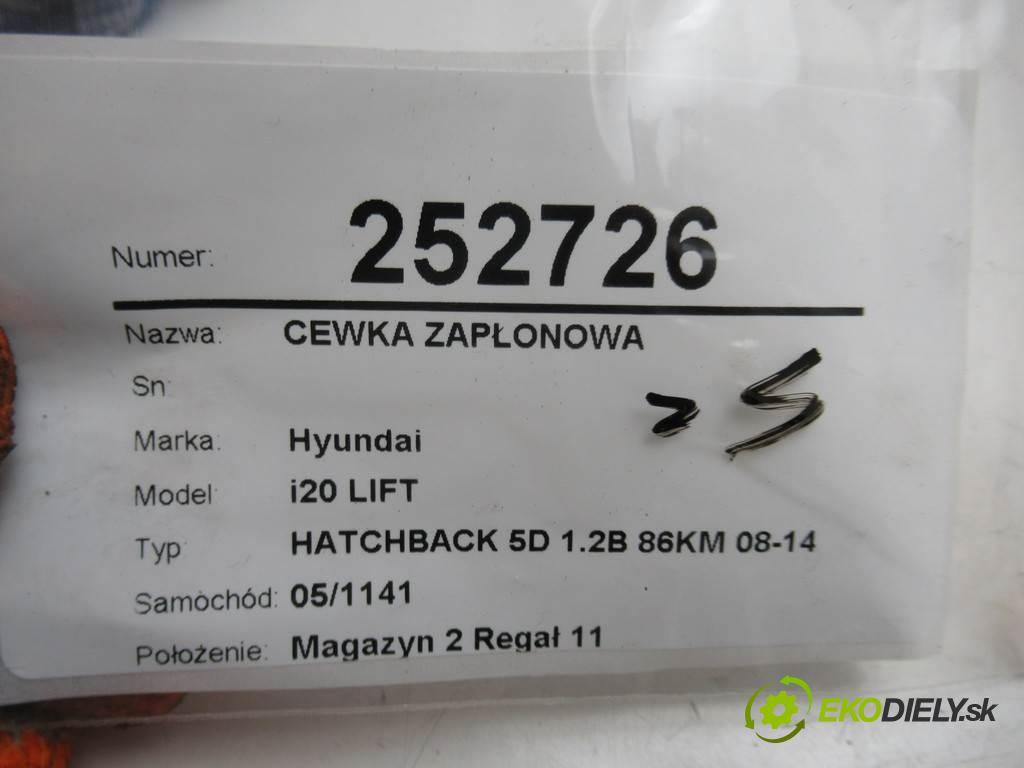 Numer: 252726
Nazwa: CEWKA ZAPŁONOWA
Sn:
25
Marka: Hyundai
Model: i20 LIFT
Typ HATCHBACK 5D 1.2B 86KM 08-14
Samochód: 05/1141
Położenie: Magazyn 2 Regał 11
EKODIELY.sk